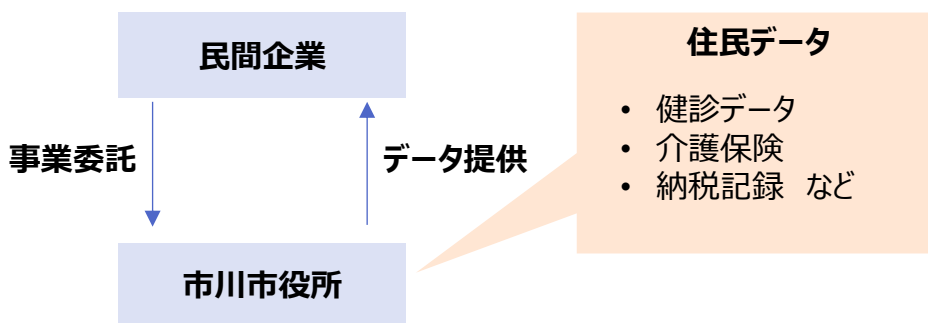 民間企業
事業委託
データ提供
市川市役所
住民データ
• 健診データ
• 介護保険
• 納税記録　など